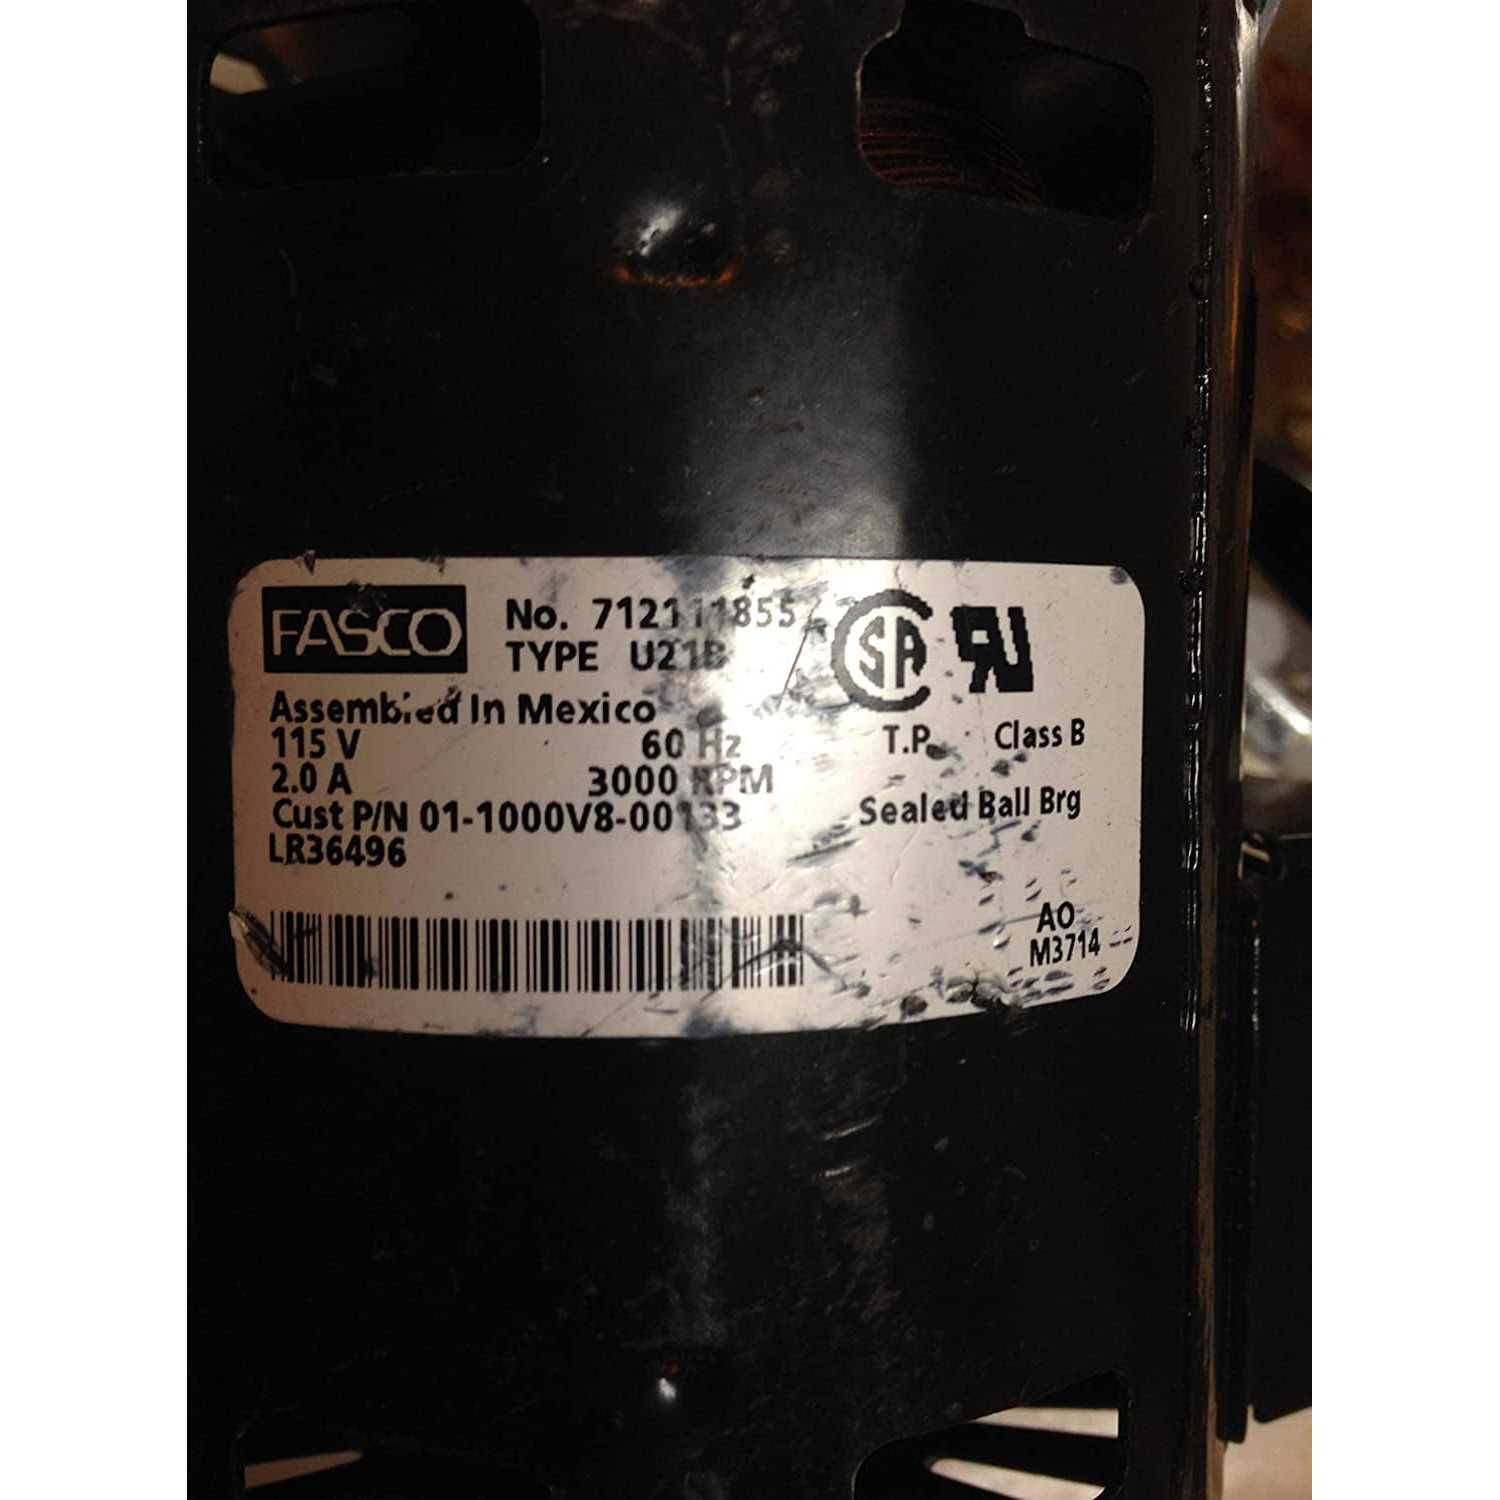 FASCO
No. 712111855
TYPE U21B
Assembled In Mexico
115 V 60 Hz
2.0 A 3000 RPM
Cust P/N 01-1000V8-00133
LR36496
SA
T.P. Class B
Sealed Ball Brg
AO
M3714